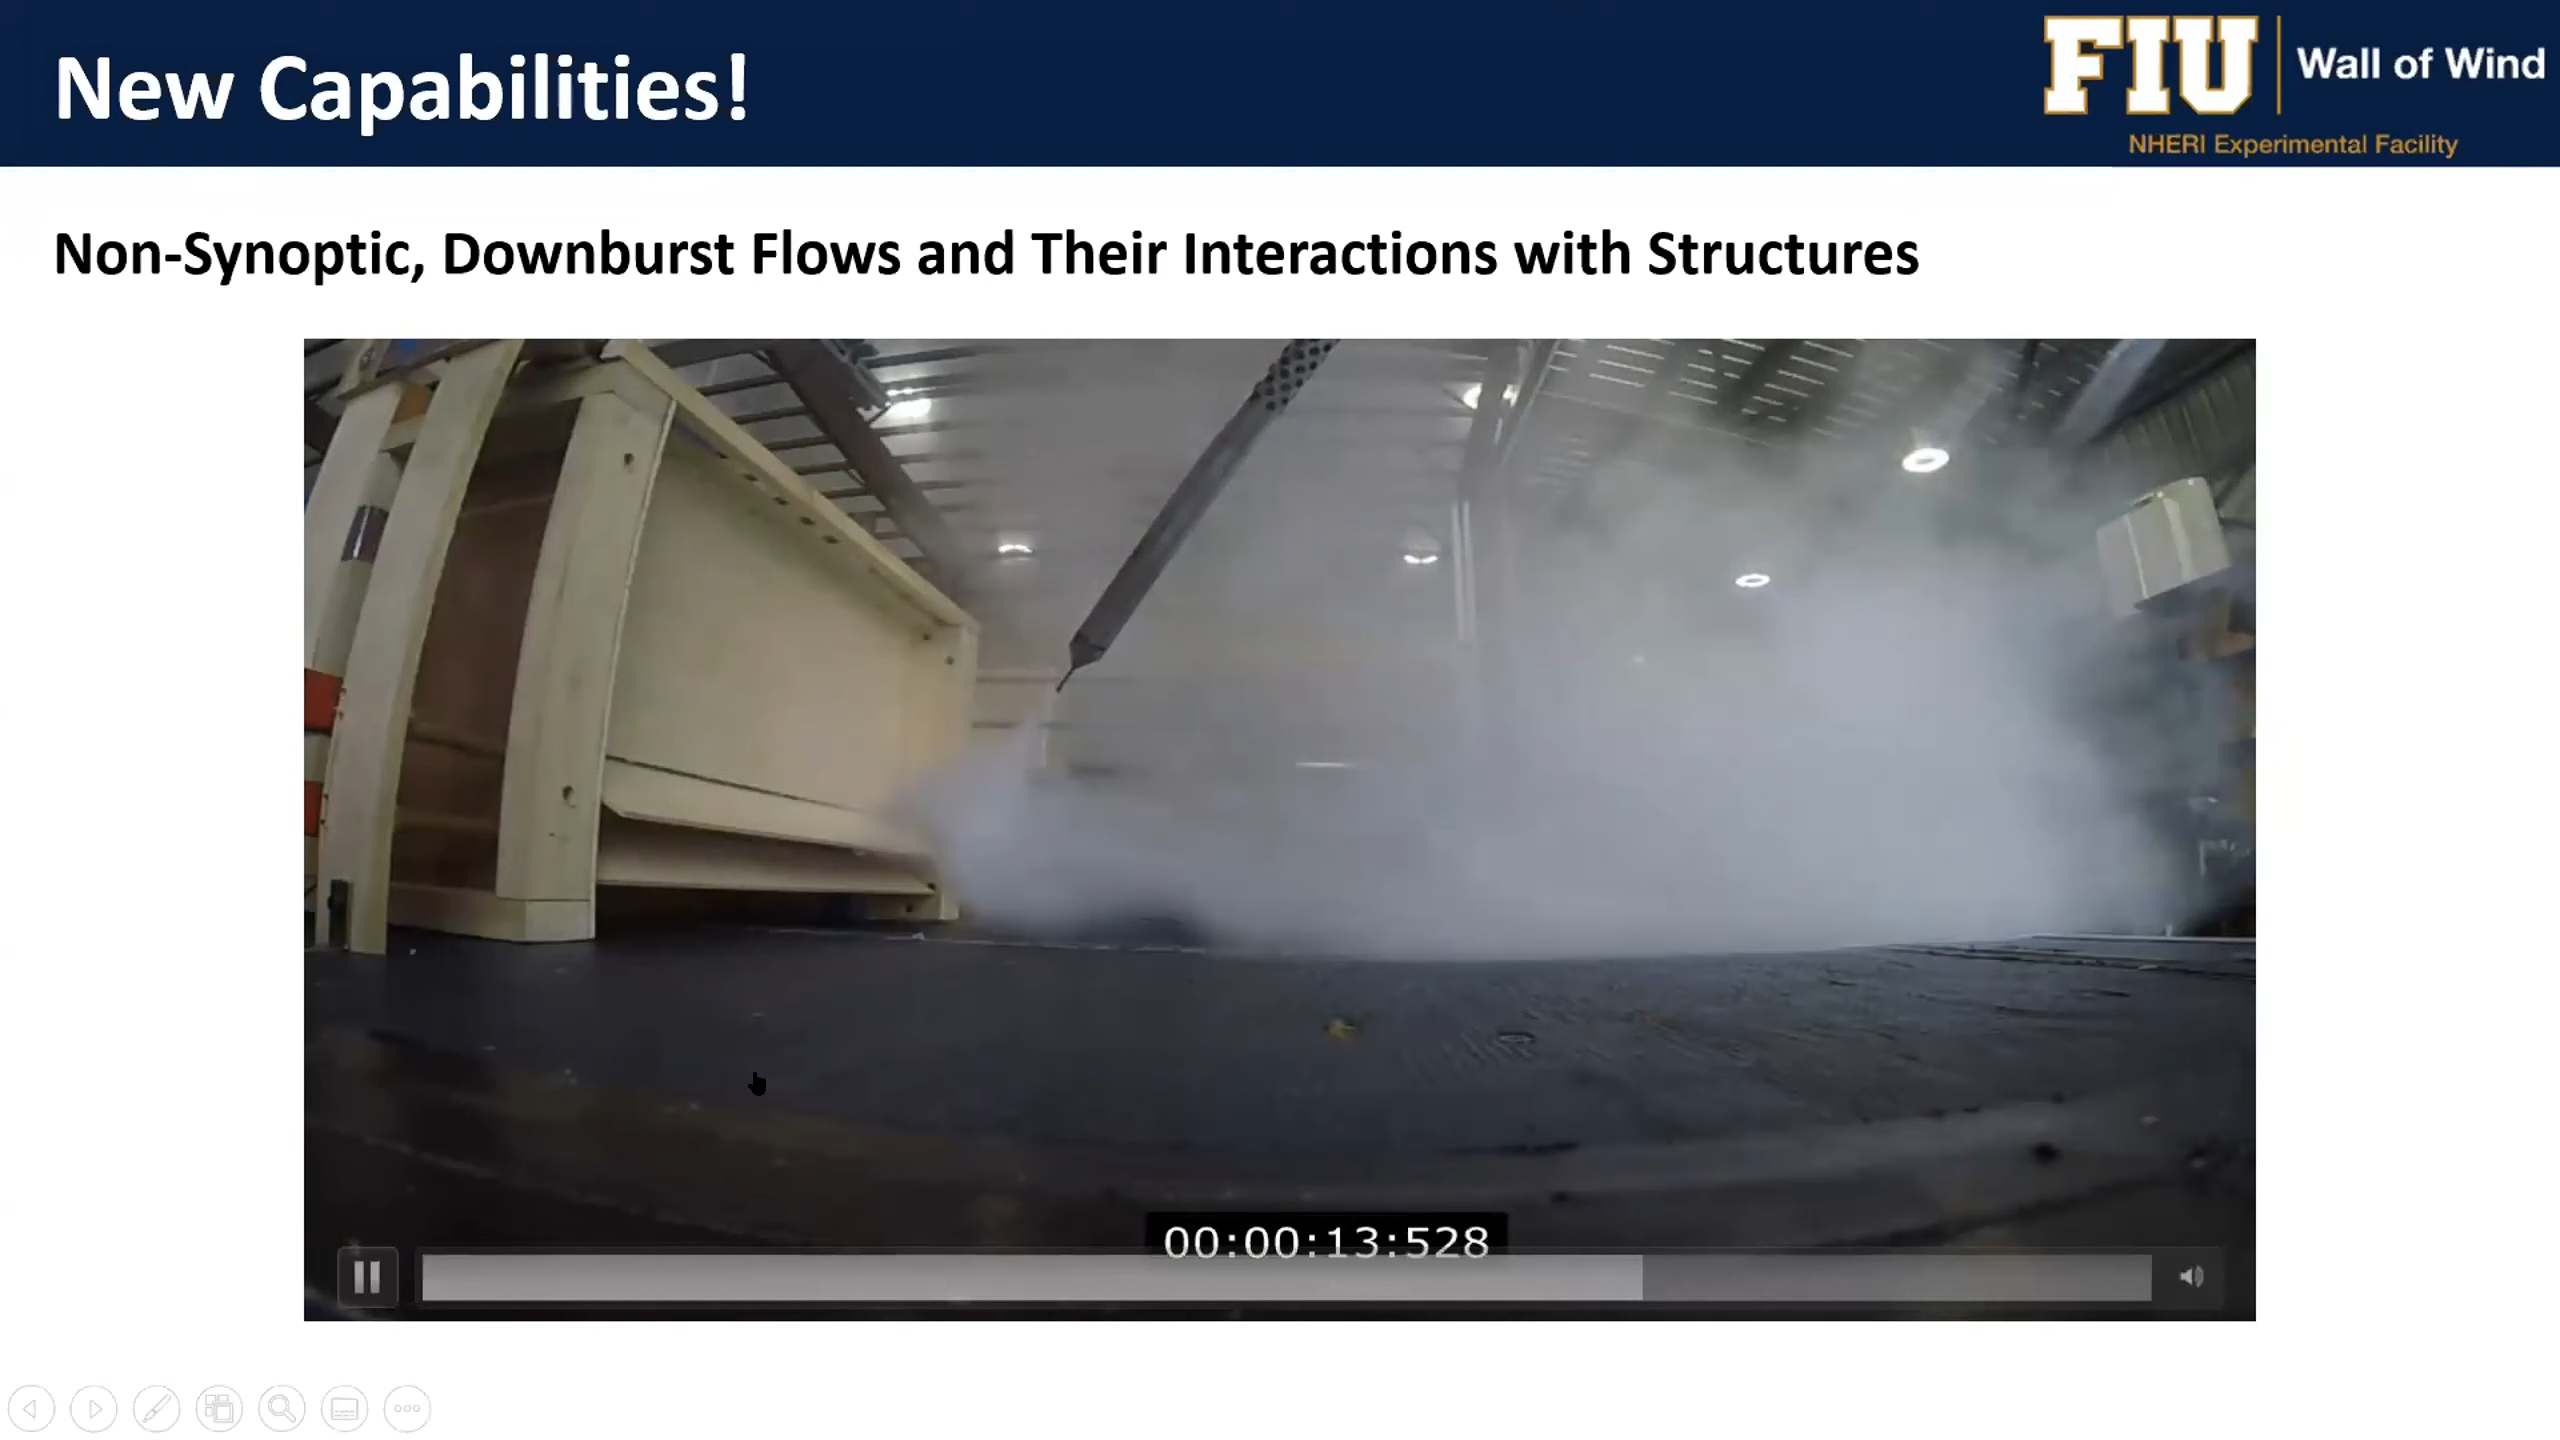 New Capabilities!
FIU
Wall of Wind
NHERI Experimental Facility
Non-Synoptic, Downburst Flows and Their Interactions with Structures
00:00:13:528